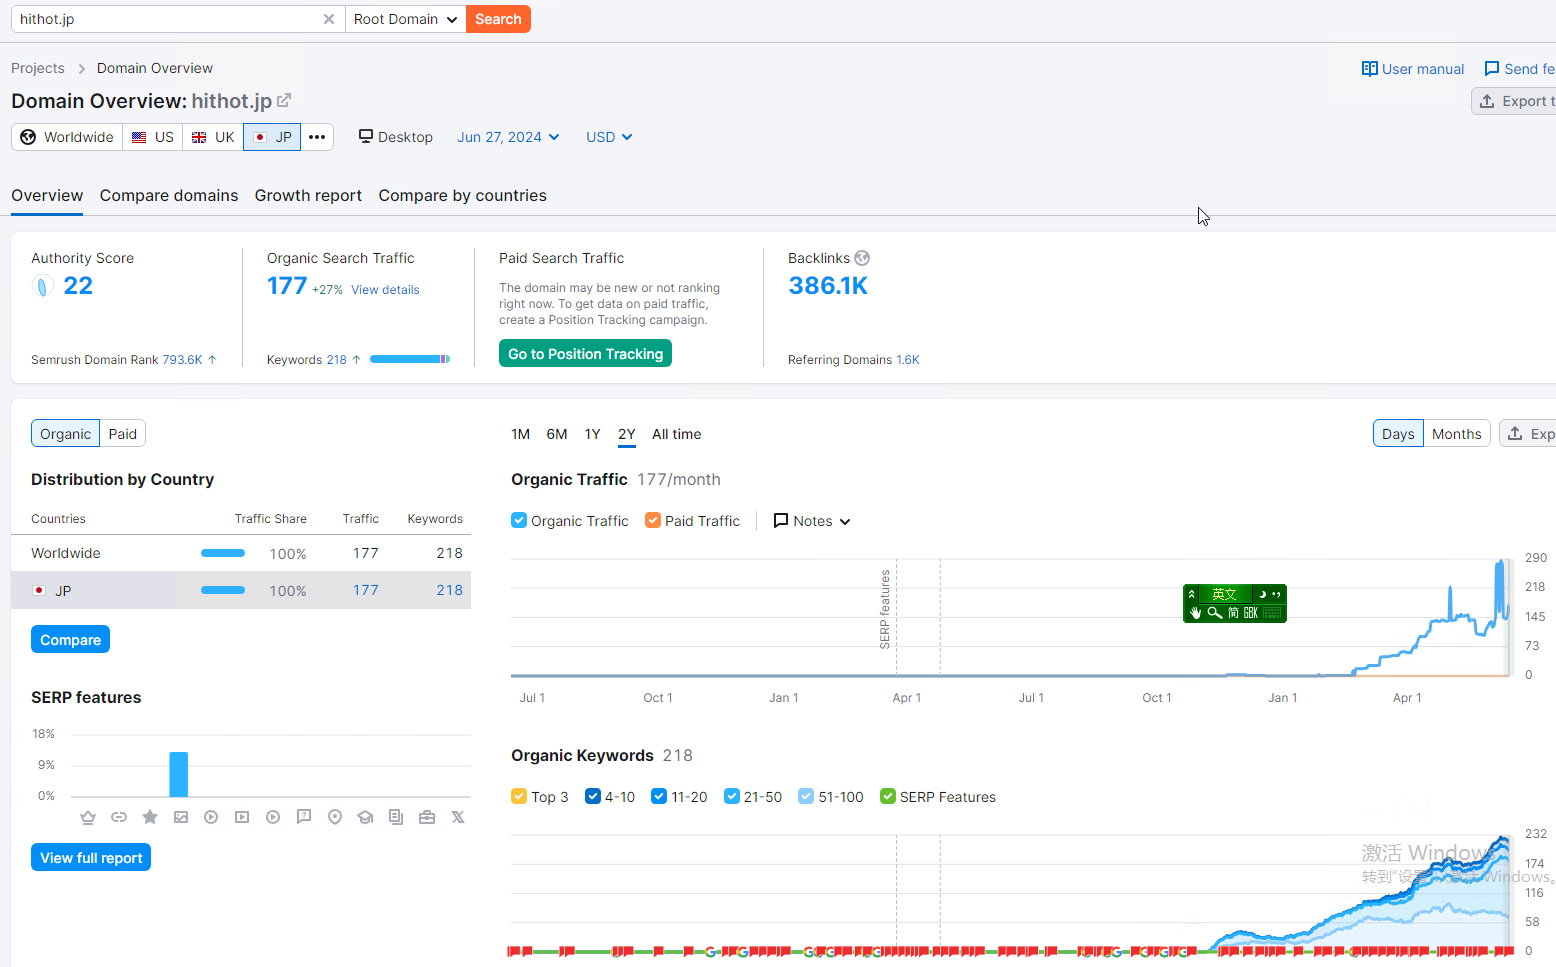 hithot.jp
Root Domain
Search
Projects
Domain Overview
User manual
Send fe
Domain Overview: hithot.jp
Export t
Worldwide
US
UK
JP
Desktop
Jun 27, 2024
USD
Overview
Compare domains
Growth report
Compare by countries
Authority Score
22
Semrush Domain Rank 793.6K ↑
Organic Search Traffic
177 +27% View details
Keywords 218 ↑
Paid Search Traffic
The domain may be new or not ranking
right now. To get data on paid traffic,
create a Position Tracking campaign.
Go to Position Tracking
Backlinks
386.1K
Referring Domains 1.6K
Organic
Paid
Distribution by Country
Countries Traffic Share Traffic Keywords
Worldwide 100% 177 218
JP 100% 177 218
Compare
SERP features
18%
9%
0%
View full report
1M 6M 1Y 2Y All time
Days
Months
Exp
Organic Traffic 177/month
Organic Traffic
Paid Traffic
Notes
SERP features
英文
简 GBK
290
218
145
73
0
Jul 1 Oct 1 Jan 1 Apr 1 Jul 1 Oct 1 Jan 1 Apr 1
Organic Keywords 218
Top 3
4-10
11-20
21-50
51-100
SERP Features
232
174
116
58
0
激活 Windows
转到"设置 Windows。